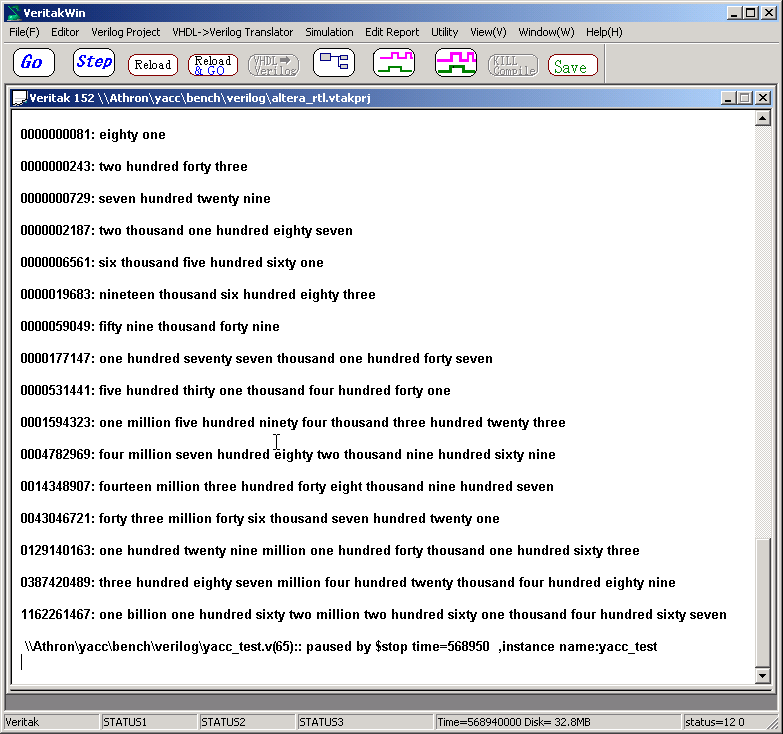 VeritakWin
File(F) Editor Verilog Project VHDL->Verilog Translator Simulation Edit Report Utility View(V) Window(W) Help(H)
Go Step Reload Reload & GO VHDL Verilog KILL Compile Save
Veritak 152 \\Athron\yacc\bench\verilog\altera_rtl.vtakprj
0000000081: eighty one
0000000243: two hundred forty three
0000000729: seven hundred twenty nine
0000002187: two thousand one hundred eighty seven
0000006561: six thousand five hundred sixty one
0000019683: nineteen thousand six hundred eighty three
0000059049: fifty nine thousand forty nine
0000177147: one hundred seventy seven thousand one hundred forty seven
0000531441: five hundred thirty one thousand four hundred forty one
0001594323: one million five hundred ninety four thousand three hundred twenty three
0004782969: four million seven hundred eighty two thousand nine hundred sixty nine
0014348907: fourteen million three hundred forty eight thousand nine hundred seven
0043046721: forty three million forty six thousand seven hundred twenty one
0129140163: one hundred twenty nine million one hundred forty thousand one hundred sixty three
0387420489: three hundred eighty seven million four hundred twenty thousand four hundred eighty nine
1162261467: one billion one hundred sixty two million two hundred sixty one thousand four hundred sixty seven
\\Athron\yacc\bench\verilog\yacc_test.v(65):: paused by $stop time=568950 ,instance name:yacc_test
Veritak STATUS1 STATUS2 STATUS3 Time=568940000 Disk= 32.8MB status=12 0